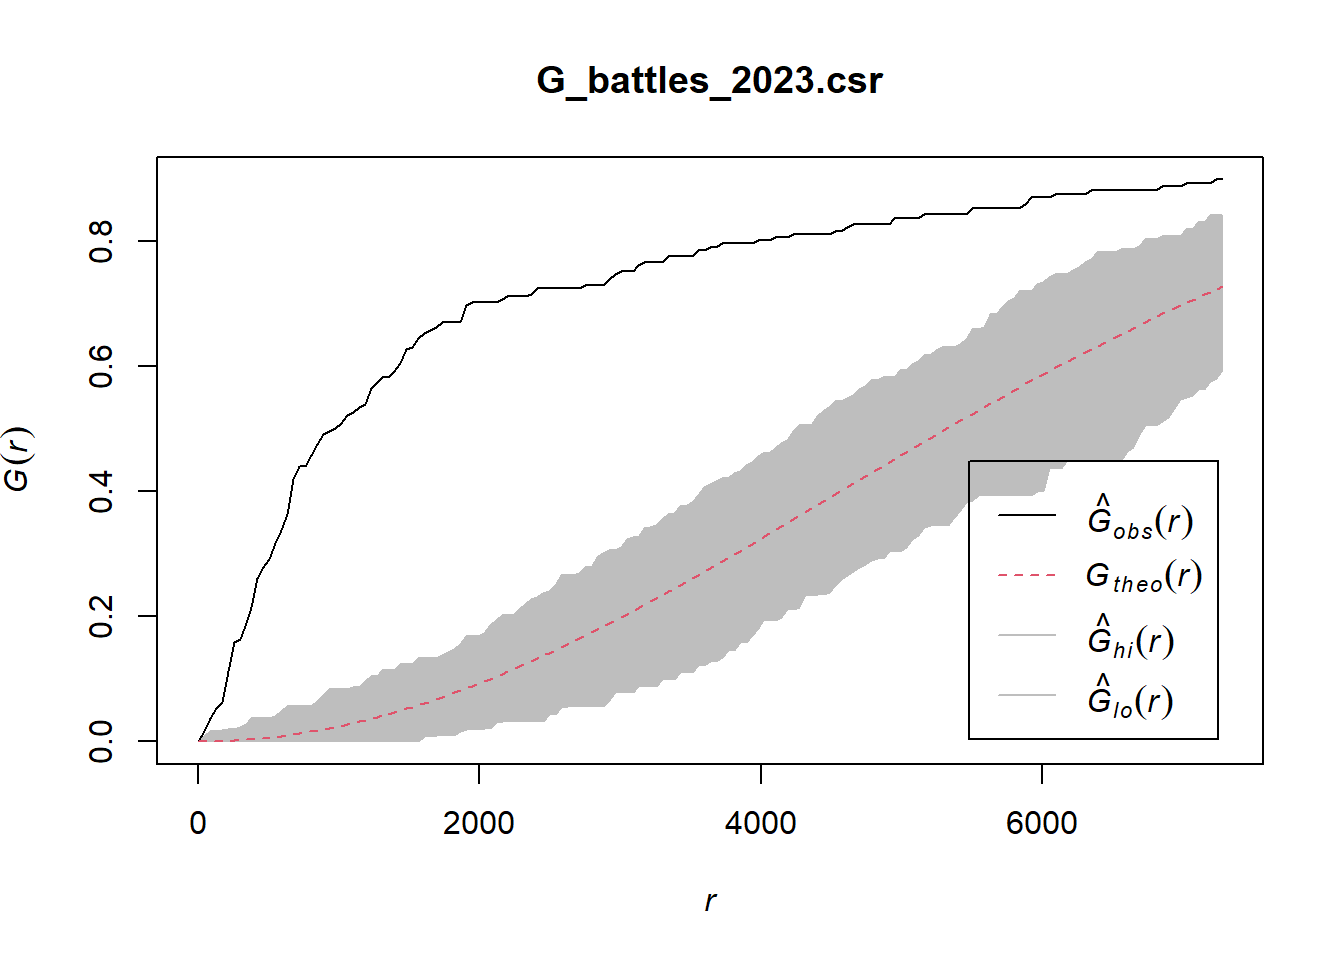 G_battles_2023.csr
G(r)
0.8
0.6
0.4
0.2
0.0
Ĝobs(r)
Gtheo(r)
Ĝhi(r)
Ĝlo(r)
0 2000 4000 6000
r